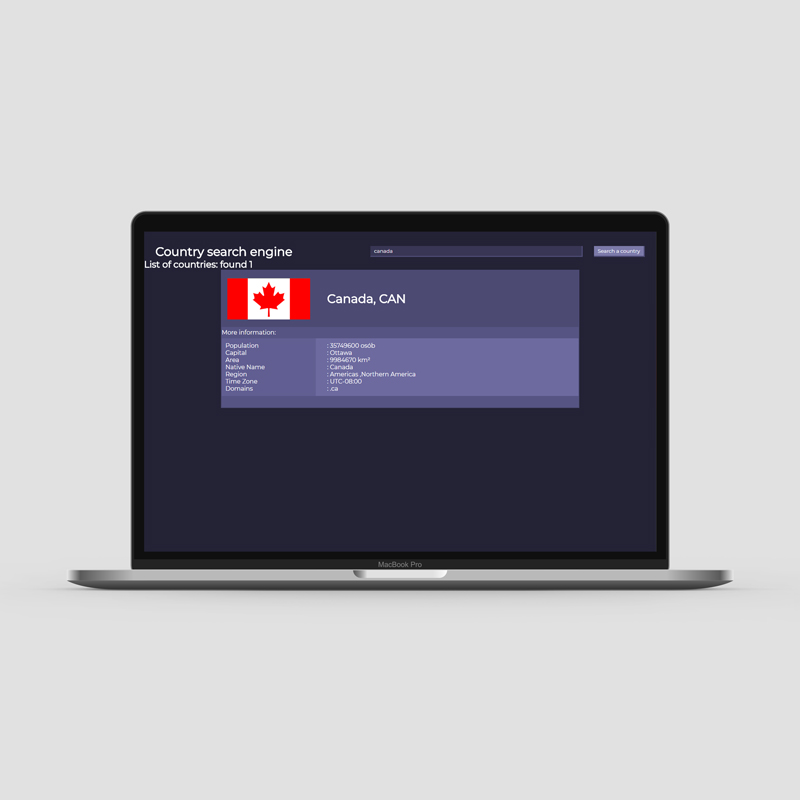 Country search engine
canada
Search a country
List of countries: found 1
Canada, CAN
More information:
Population : 35749600 osób
Capital : Ottawa
Area : 9984670 km²
Native Name : Canada
Region : Americas ,Northern America
Time Zone : UTC-08:00
Domains : .ca
MacBook Pro